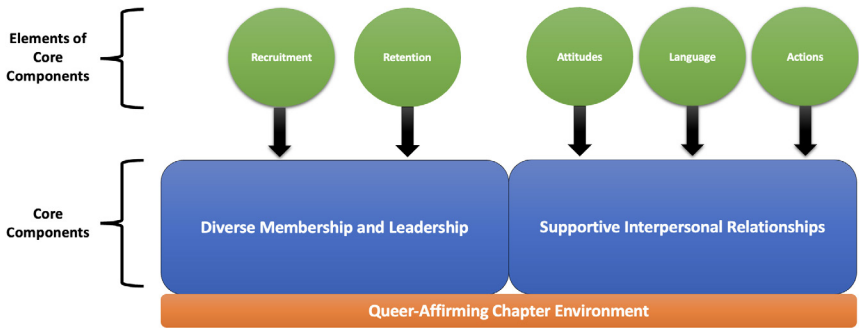 Elements of
Core
Components
Recruitment
Retention
Attitudes
Language
Actions
Core
Components
Diverse Membership and Leadership
Supportive Interpersonal Relationships
Queer-Affirming Chapter Environment